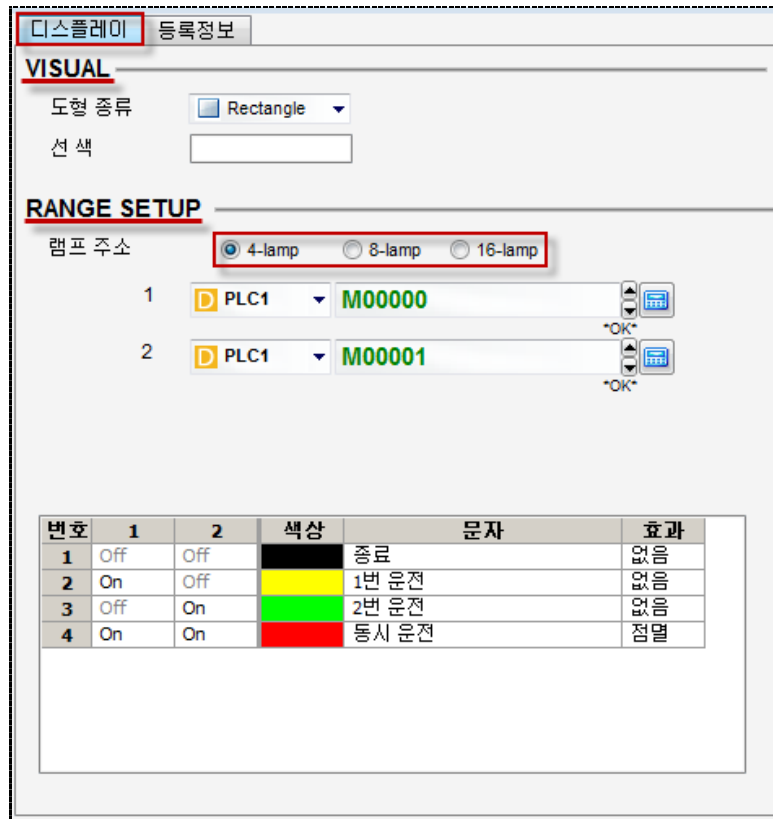 디스플레이 등록정보
VISUAL
도형 종류 Rectangle
선 색
RANGE SETUP
램프 주소 4-lamp 8-lamp 16-lamp
1 D PLC1 M00000
*OK*
2 D PLC1 M00001
*OK*
번호 1 2 색상 문자 효과
1 Off Off 종료 없음
2 On Off 1번 운전 없음
3 Off On 2번 운전 없음
4 On On 동시 운전 점멸